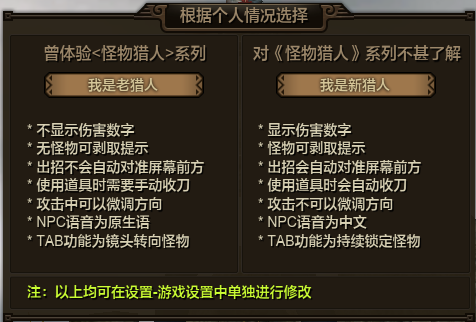 根据个人情况选择
曾体验<怪物猎人>系列
我是老猎人
* 不显示伤害数字
* 无怪物可剥取提示
* 出招不会自动对准屏幕前方
* 使用道具时需要手动收刀
* 攻击中可以微调方向
* NPC语音为原生语
* TAB功能为镜头转向怪物
对《怪物猎人》系列不甚了解
我是新猎人
* 显示伤害数字
* 怪物可剥取提示
* 出招会自动对准屏幕前方
* 使用道具时会自动收刀
* 攻击不可以微调方向
* NPC语音为中文
* TAB功能为持续锁定怪物
注：以上均可在设置-游戏设置中单独进行修改